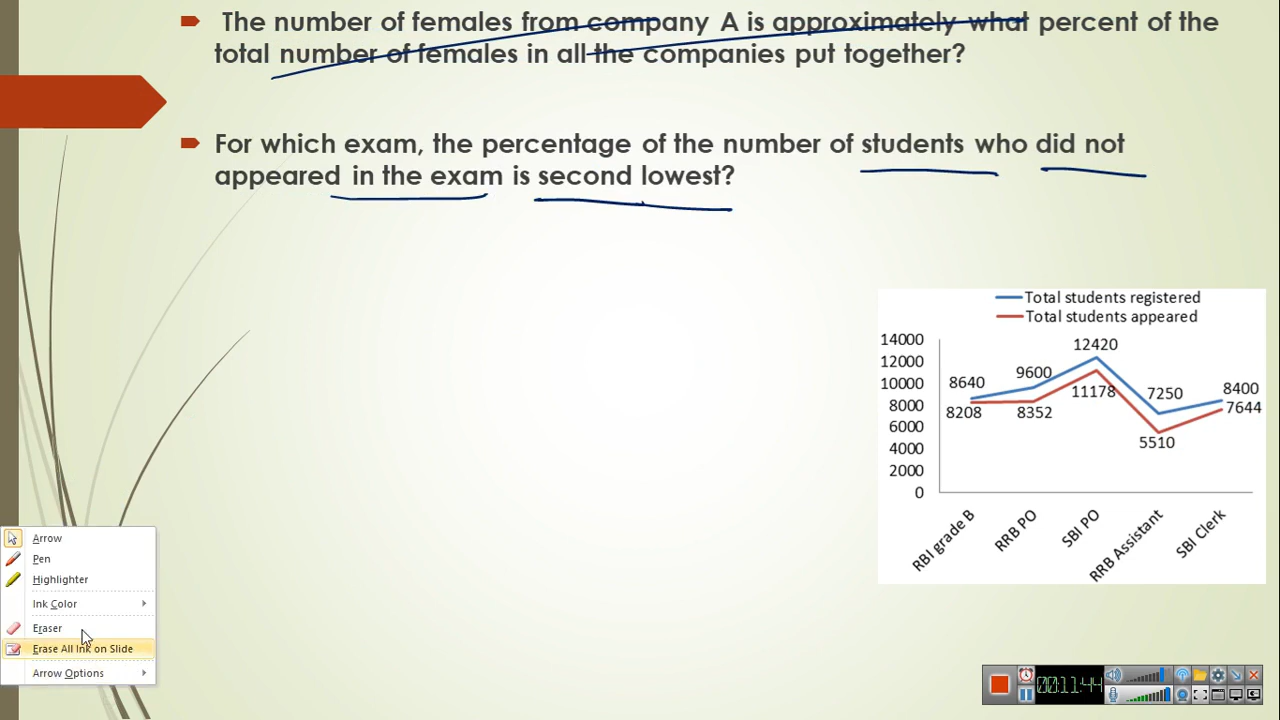 The number of females from company A is approximately what percent of the
total number of females in all the companies put together?
For which exam, the percentage of the number of students who did not
appeared in the exam is second lowest?
Total students registered
Total students appeared
14000
12000
10000
8000
6000
4000
2000
0
8640
8208
9600
8352
12420
11178
7250
5510
8400
7644
RBI grade B
RRB PO
SBI PO
RRB Assistant
SBI Clerk
Arrow
Pen
Highlighter
Ink Color
Eraser
Erase All Ink on Slide
Arrow Options
00:11:44